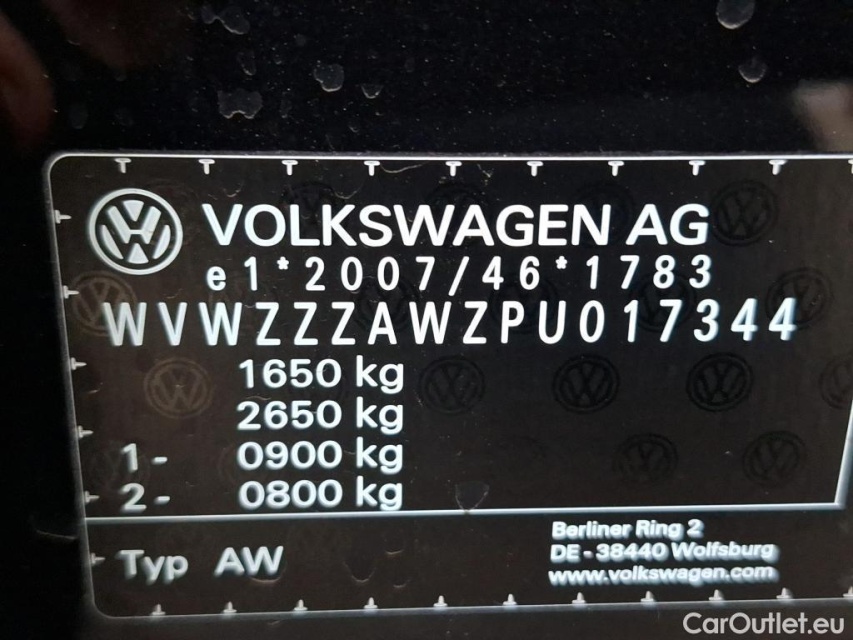 VOLKSWAGEN AG
e1*2007/46*1783
WVWZZZAWZPU017344
1650 kg
2650 kg
1- 0900 kg
2- 0800 kg
Typ AW
Berliner Ring 2
DE - 38440 Wolfsburg
www.volkswagen.com
CarOutlet.eu